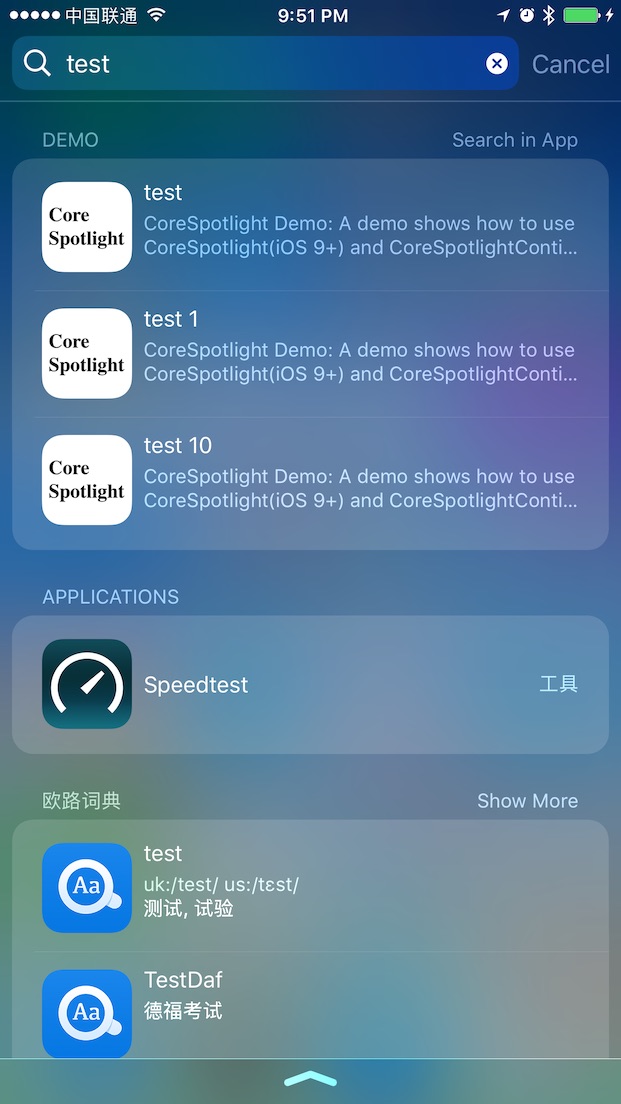 中国联通
9:51 PM
test
Cancel
DEMO
Search in App
Core
Spotlight
test
CoreSpotlight Demo: A demo shows how to use
CoreSpotlight(iOS 9+) and CoreSpotlightConti...
Core
Spotlight
test 1
CoreSpotlight Demo: A demo shows how to use
CoreSpotlight(iOS 9+) and CoreSpotlightConti...
Core
Spotlight
test 10
CoreSpotlight Demo: A demo shows how to use
CoreSpotlight(iOS 9+) and CoreSpotlightConti...
APPLICATIONS
Speedtest
工具
欧路词典
Show More
Aa
test
uk:/test/ us:/tɛst/
测试, 试验
Aa
TestDaf
德福考试